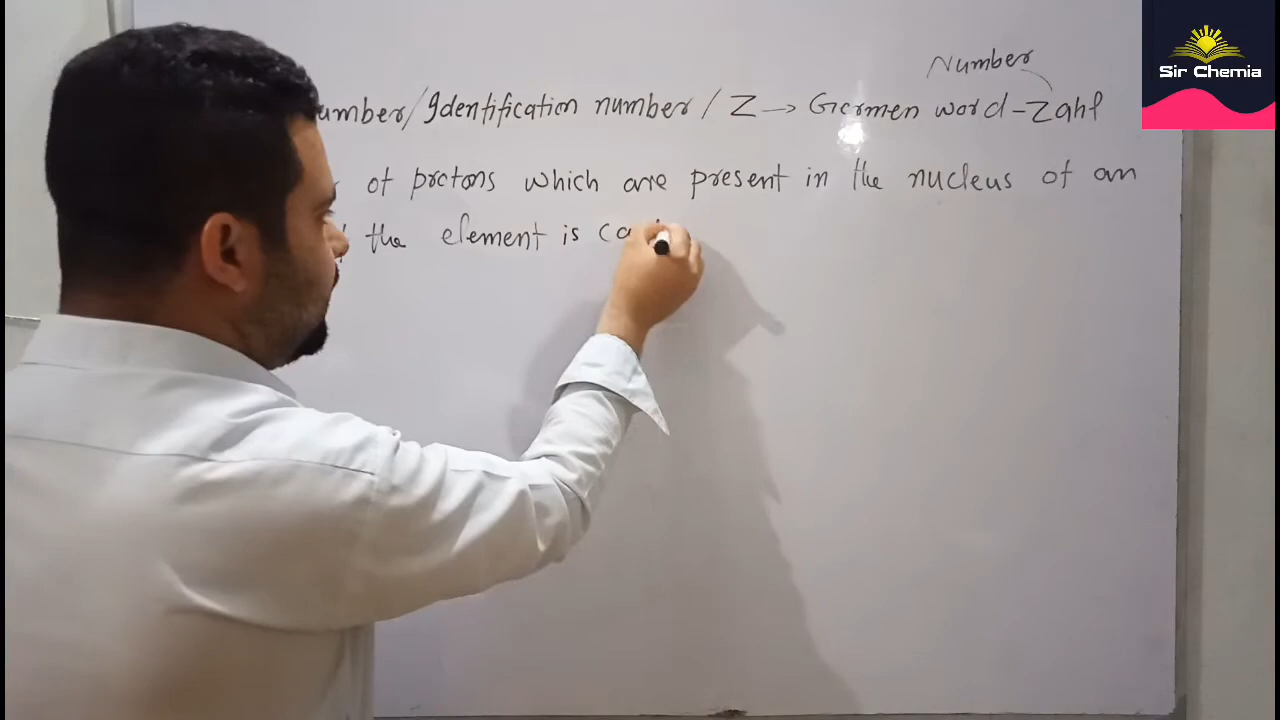 Number
Sir Chemia
umber/Identification number / Z → Germen word-Zahl
of protons which are present in the nucleus of an
the element is ca